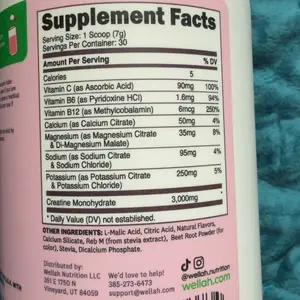 Supplement Facts
Serving Size: 1 Scoop (7g)
Servings Per Container: 30
Amount Per Serving % DV
Calories 5
Vitamin C (as Ascorbic Acid) 90mg 100%
Vitamin B6 (as Pyridoxine HCl) 1.6mg 94%
Vitamin B12 (as Methylcobalamin) 6mcg 250%
Calcium (as Calcium Citrate) 50mg 4%
Magnesium (as Magnesium Citrate 35mg 8%
& Di-Magnesium Malate)
Sodium (as Sodium Citrate 95mg 4%
& Sodium Chloride)
Potassium (as Potassium Citrate 250mg 5%
& Potassium Chloride)
Creatine Monohydrate 3,000mg *
* Daily Value (DV) not established.
OTHER INGREDIENTS: L-Malic Acid, Citric Acid, Natural Flavors,
Calcium Silicate, Reb M (from stevia extract), Beet Root Powder (for
color), Stevia, Dicalcium Phosphate.
Distributed by:
Wellah Nutrition LLC
351 E 1750 N
Vineyard, UT 84059
We'd love to help!
385-273-6473
support@wellah.com
@wellah.nutrition
wellah.com